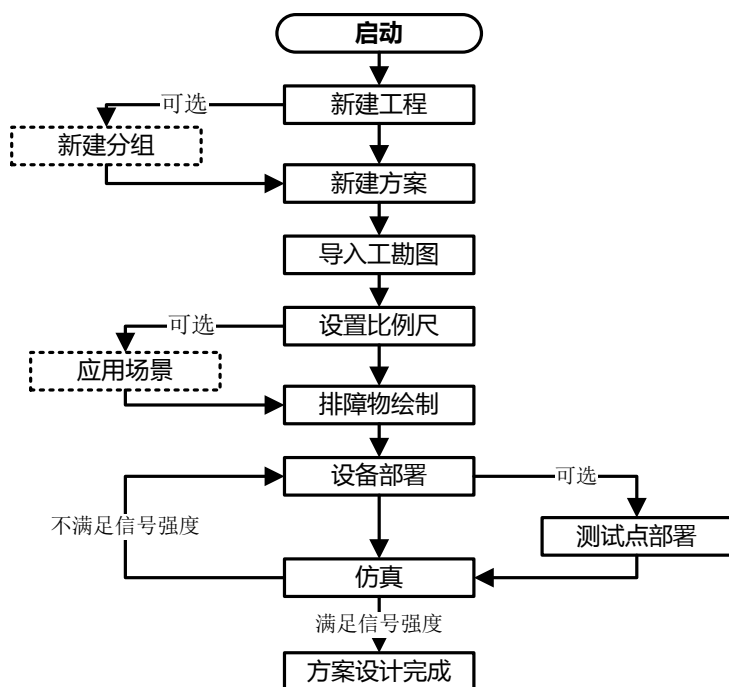 启动
可选
新建工程
新建分组
新建方案
导入工勘图
可选
设置比例尺
应用场景
排障物绘制
设备部署
可选
不满足信号强度
测试点部署
仿真
满足信号强度
方案设计完成